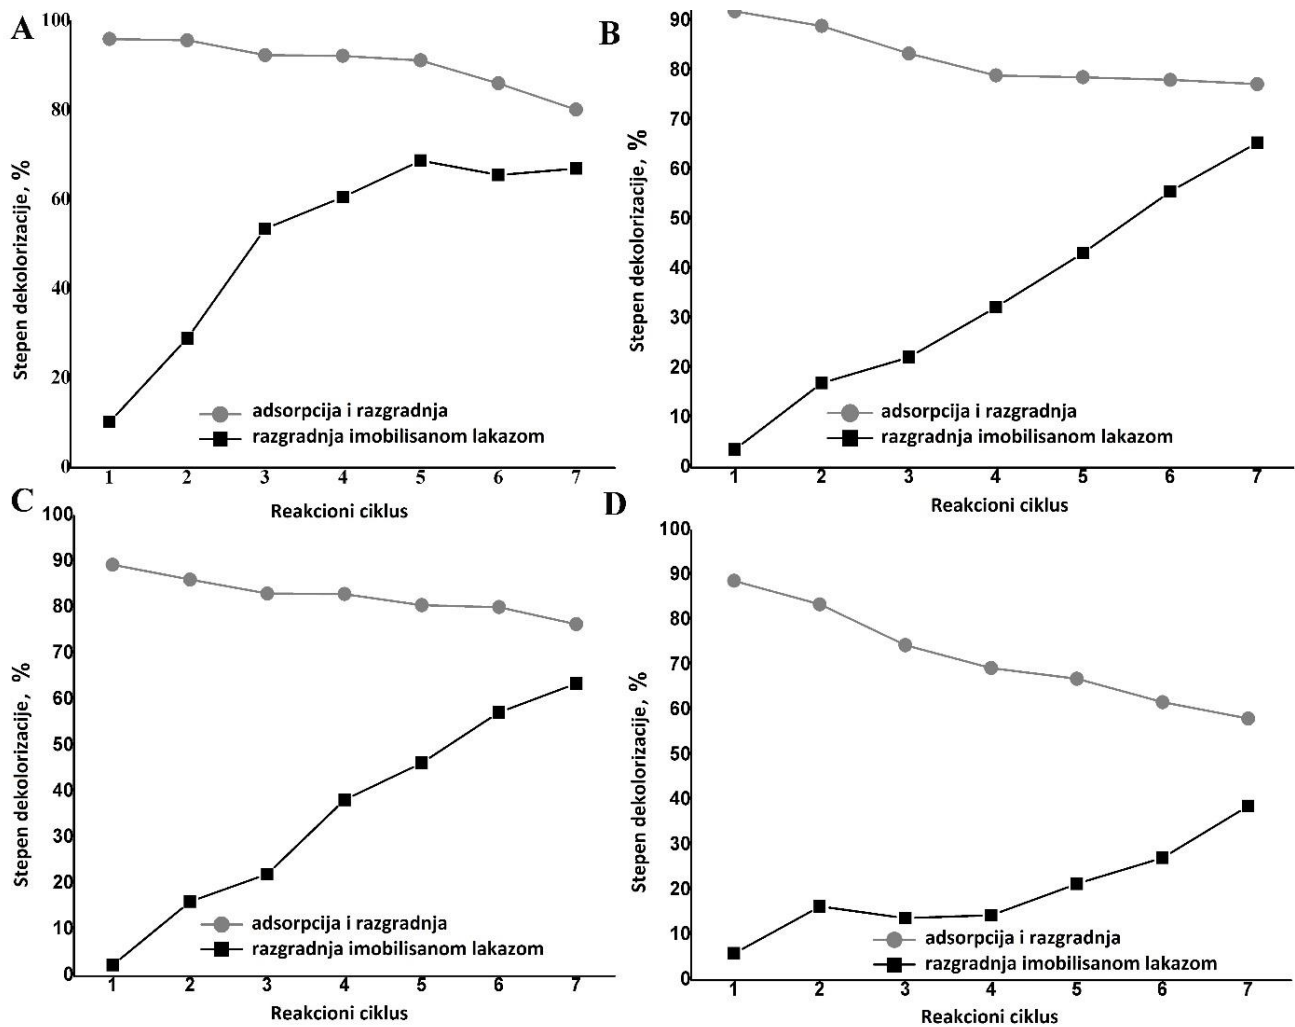 A
Stepen dekolorizacije, %
100
80
60
40
20
0
adsorpcija i razgradnja
razgradnja imobilisanom lakazom
1 2 3 4 5 6 7
Reakcioni ciklus
B
Stepen dekolorizacije, %
90
80
70
60
50
40
30
20
10
0
adsorpcija i razgradnja
razgradnja imobilisanom lakazom
1 2 3 4 5 6 7
Reakcioni ciklus
C
Stepen dekolorizacije, %
100
90
80
70
60
50
40
30
20
10
0
adsorpcija i razgradnja
razgradnja imobilisanom lakazom
1 2 3 4 5 6 7
Reakcioni ciklus
D
Stepen dekolorizacije, %
100
90
80
70
60
50
40
30
20
10
0
adsorpcija i razgradnja
razgradnja imobilisanom lakazom
1 2 3 4 5 6 7
Reakcioni ciklus